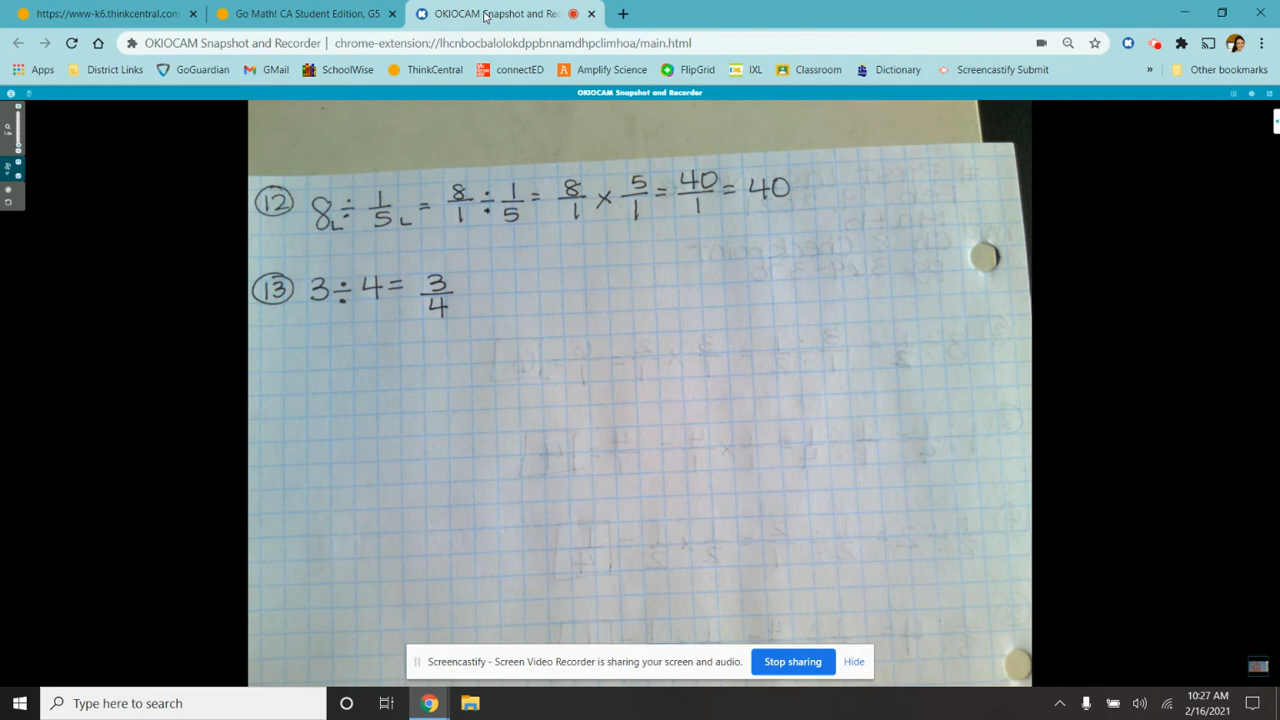 https://www-k6.thinkcentral.com
Go Math! CA Student Edition, G5
OKIOCAM Snapshot and Rec
OKIOCAM Snapshot and Recorder | chrome-extension://lhcnbocbalolokdppbnnamdhpclimhoa/main.html
Apps District Links GoGuardian GMail SchoolWise ThinkCentral connectED Amplify Science FlipGrid IXL Classroom Dictionary Screencastify Submit » Other bookmarks
OKIOCAM Snapshot and Recorder
⑫ 8L ÷ 1/5 L = 8/1 ÷ 1/5 = 8/1 × 5/1 = 40/1 = 40
⑬ 3 ÷ 4 = 3/4
Screencastify - Screen Video Recorder is sharing your screen and audio. Stop sharing Hide
Type here to search
10:27 AM
2/16/2021